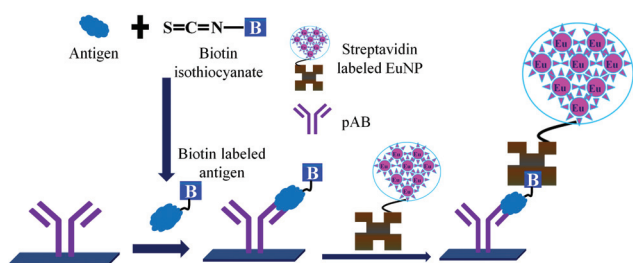 Antigen
S=C=N
B
Biotin
isothiocyanate
Streptavidin
labeled EuNP
pAB
Biotin labeled
antigen
B
B
B
Eu Eu Eu
Eu Eu
Eu Eu
Eu